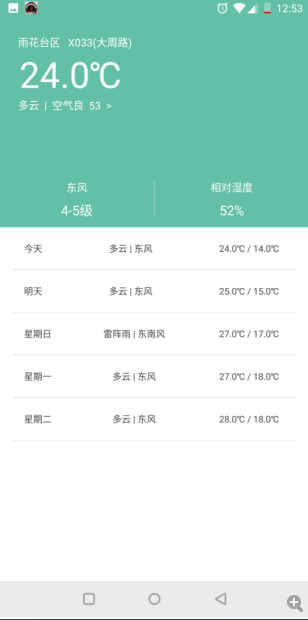 12:53
雨花台区 X033(大周路)
24.0℃
多云 | 空气良 53 >
东风 相对湿度
4-5级 52%
今天 多云 | 东风 24.0℃ / 14.0℃
明天 多云 | 东风 25.0℃ / 15.0℃
星期日 雷阵雨 | 东南风 27.0℃ / 17.0℃
星期一 多云 | 东风 27.0℃ / 18.0℃
星期二 多云 | 东风 28.0℃ / 18.0℃